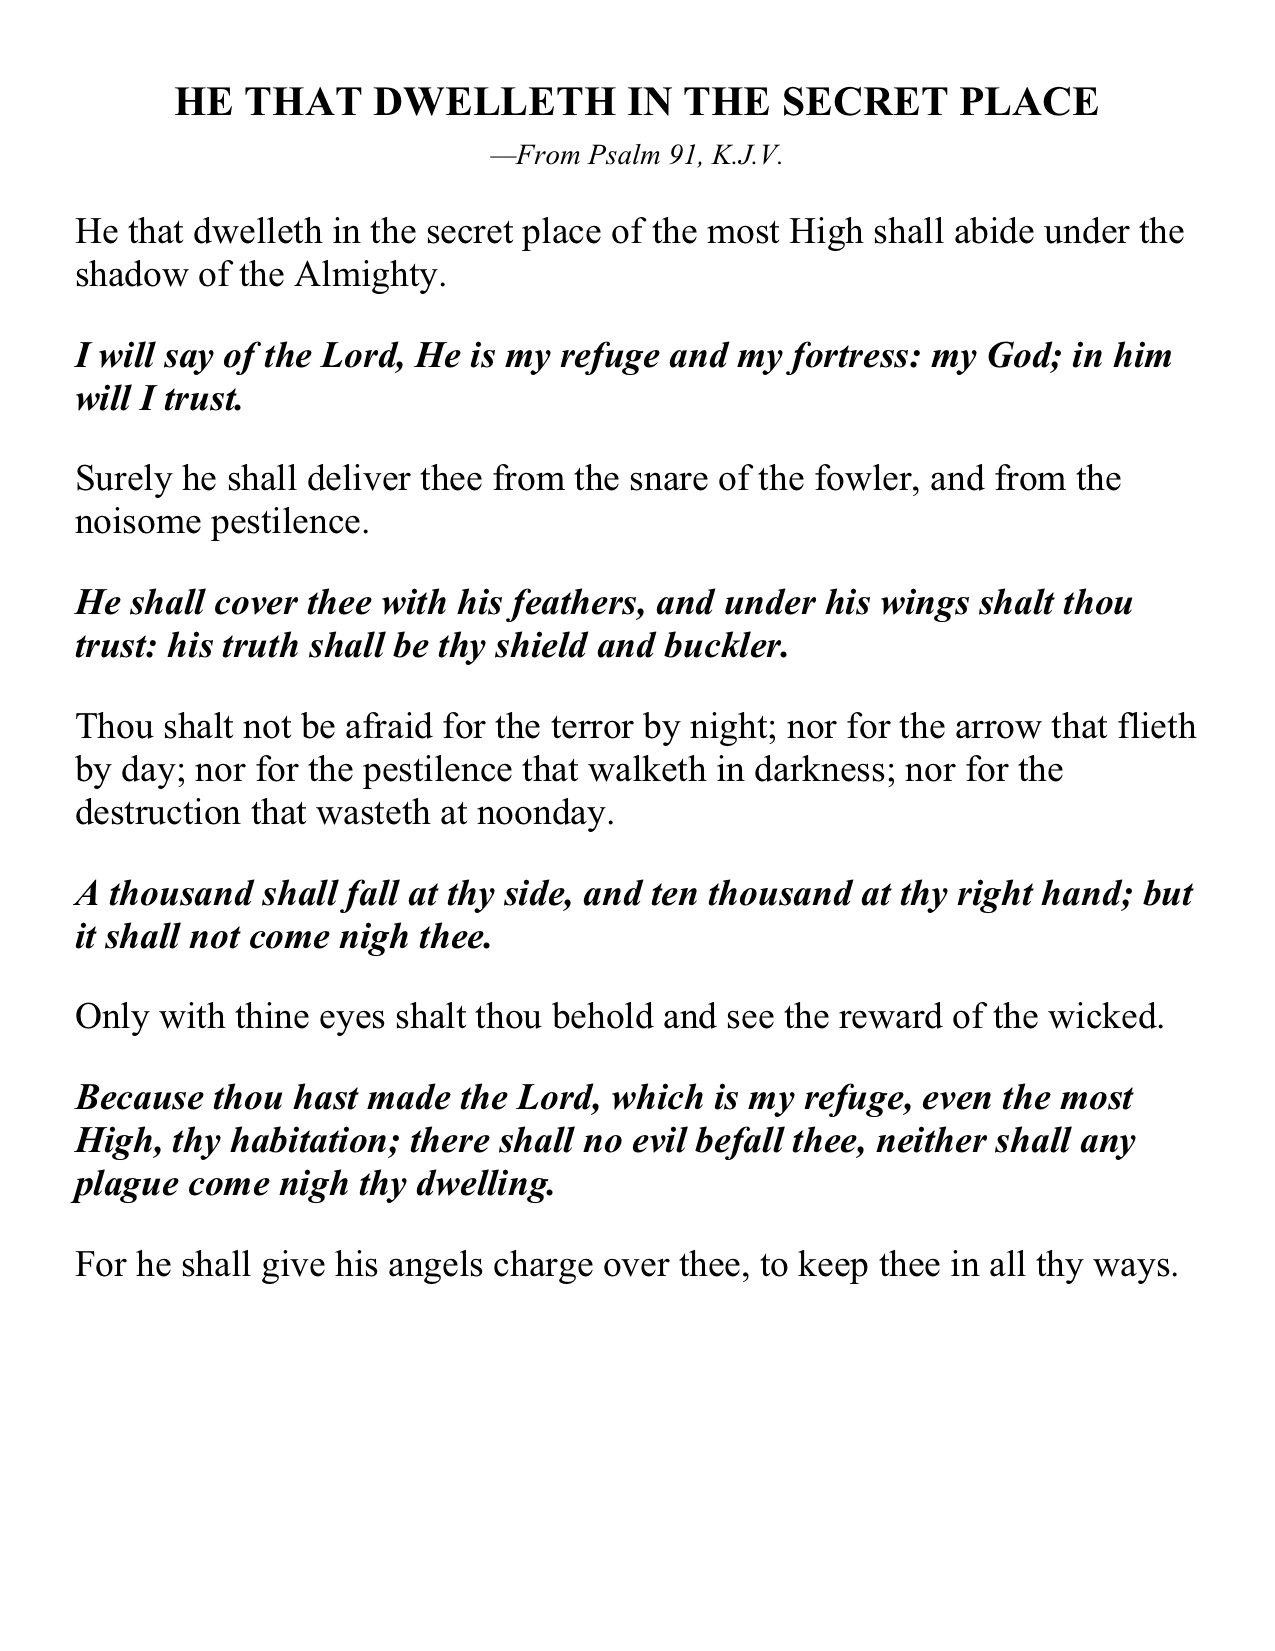 HE THAT DWELLETH IN THE SECRET PLACE
—From Psalm 91, K.J.V.
He that dwelleth in the secret place of the most High shall abide under the
shadow of the Almighty.
I will say of the Lord, He is my refuge and my fortress: my God; in him
will I trust.
Surely he shall deliver thee from the snare of the fowler, and from the
noisome pestilence.
He shall cover thee with his feathers, and under his wings shalt thou
trust: his truth shall be thy shield and buckler.
Thou shalt not be afraid for the terror by night; nor for the arrow that flieth
by day; nor for the pestilence that walketh in darkness; nor for the
destruction that wasteth at noonday.
A thousand shall fall at thy side, and ten thousand at thy right hand; but
it shall not come nigh thee.
Only with thine eyes shalt thou behold and see the reward of the wicked.
Because thou hast made the Lord, which is my refuge, even the most
High, thy habitation; there shall no evil befall thee, neither shall any
plague come nigh thy dwelling.
For he shall give his angels charge over thee, to keep thee in all thy ways.